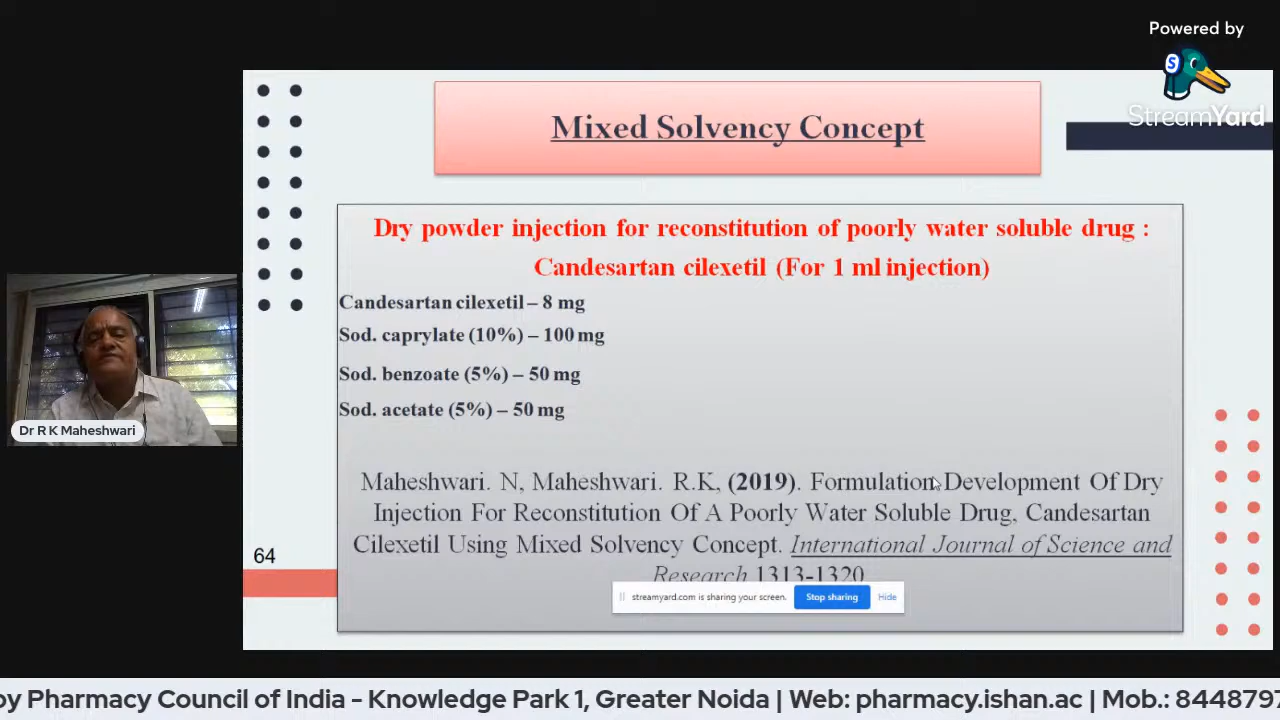 Powered by
S
StreamYard
Mixed Solvency Concept
Dry powder injection for reconstitution of poorly water soluble drug :
Candesartan cilexetil (For 1 ml injection)
Candesartan cilexetil – 8 mg
Sod. caprylate (10%) – 100 mg
Sod. benzoate (5%) – 50 mg
Sod. acetate (5%) – 50 mg
Dr R K Maheshwari
Maheshwari. N, Maheshwari. R.K, (2019). Formulation Development Of Dry
Injection For Reconstitution Of A Poorly Water Soluble Drug, Candesartan
Cilexetil Using Mixed Solvency Concept. International Journal of Science and
Research 1313-1320
64
streamyard.com is sharing your screen. Stop sharing Hide
by Pharmacy Council of India - Knowledge Park 1, Greater Noida | Web: pharmacy.ishan.ac | Mob.: 8448797